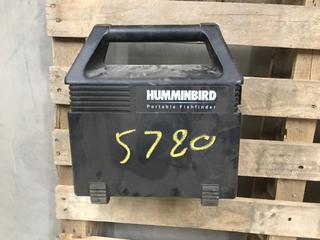 HUMMINBIRD
Portable Fishfinder
5780